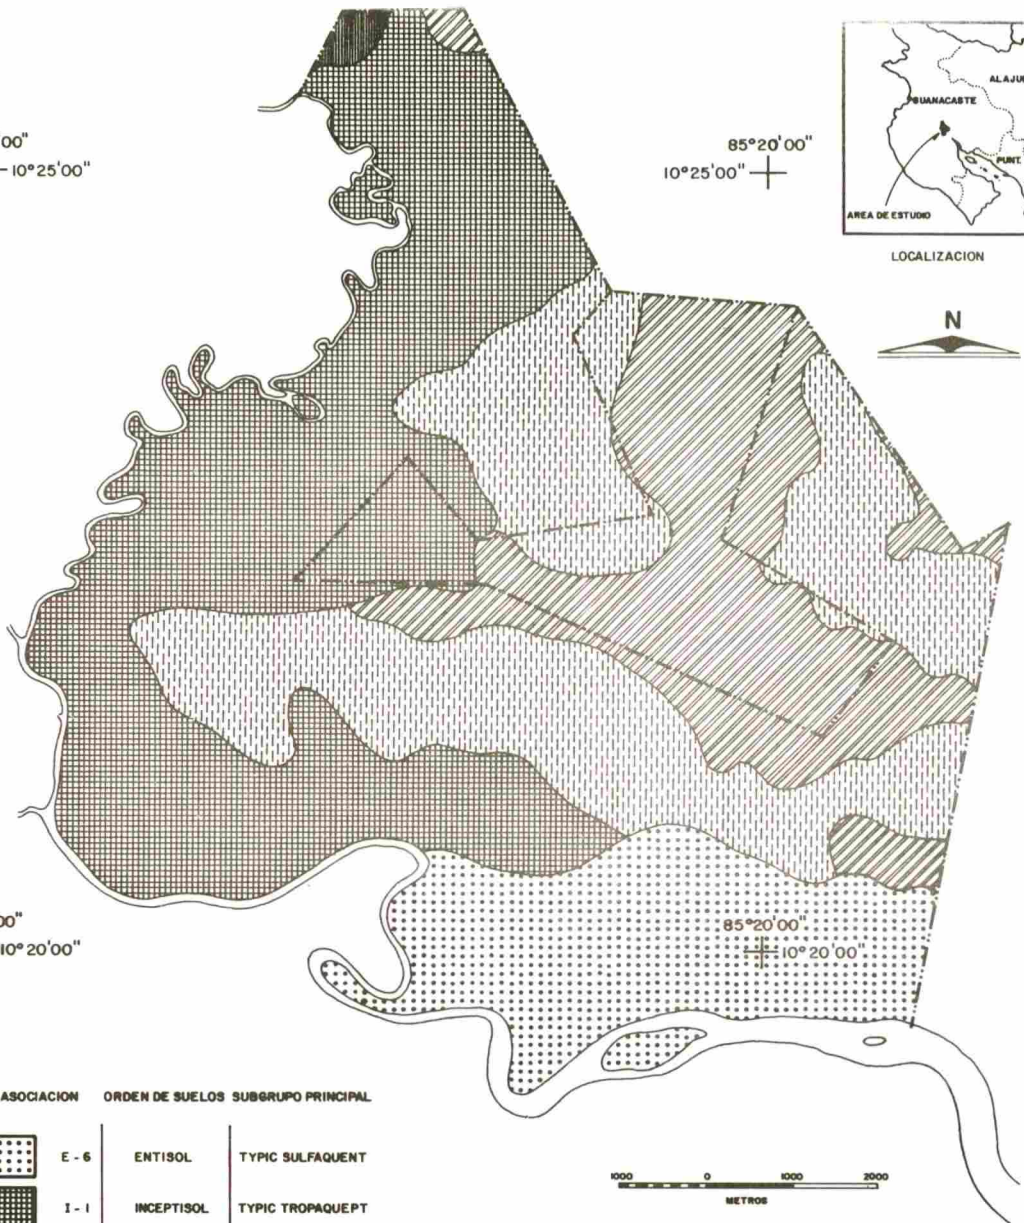 00"
10°25'00"
85°20'00"
10°25'00"
ALAJU
GUANACASTE
PUNT.
AREA DE ESTUDIO
LOCALIZACION
N
00"
10°20'00"
85°20'00"
10°20'00"
ASOCIACION ORDEN DE SUELOS SUBGRUPO PRINCIPAL
E-6 ENTISOL TYPIC SULFAQUENT
I-1 INCEPTISOL TYPIC TROPAQUEPT
1000 0 1000 2000
METROS